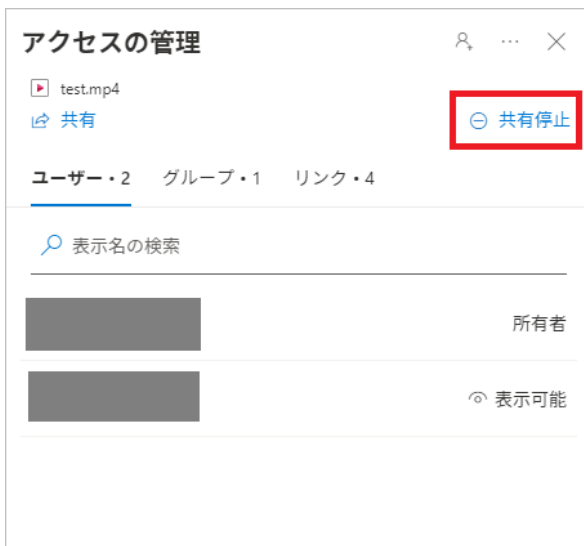 アクセスの管理
test.mp4
共有
共有停止
ユーザー・2 グループ・1 リンク・4
表示名の検索
所有者
表示可能